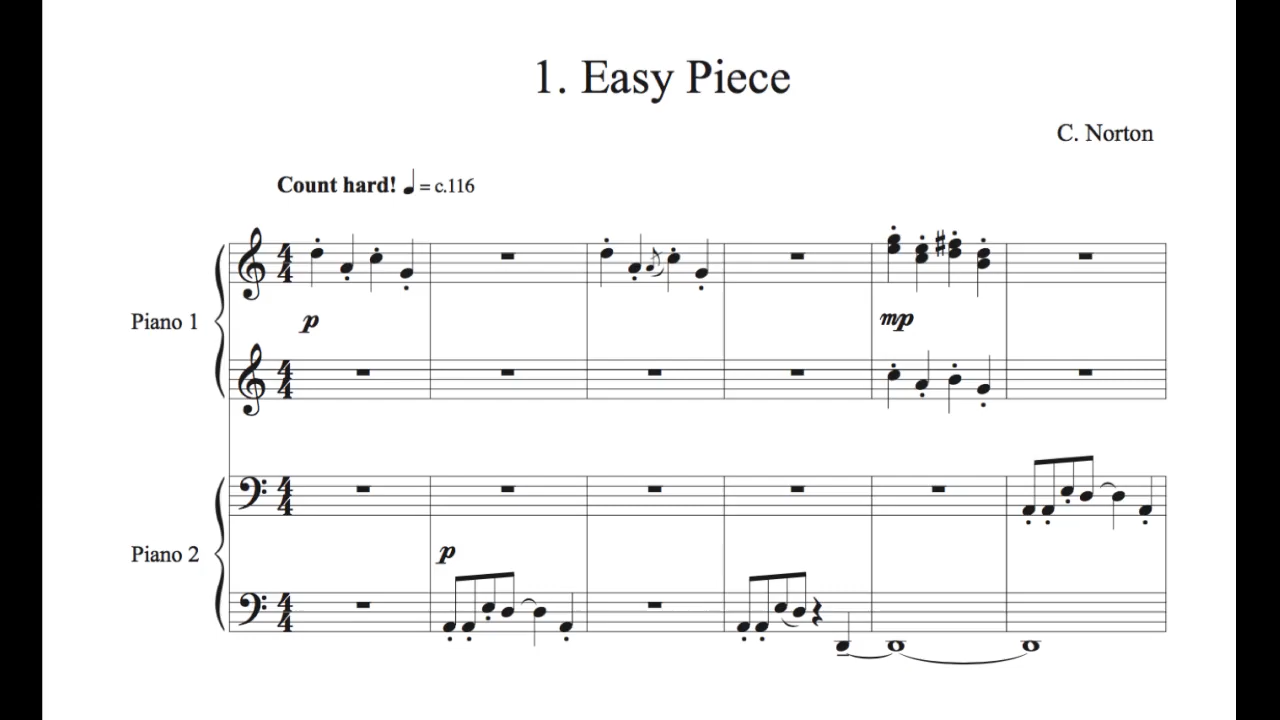 1. Easy Piece
C. Norton
Count hard! ♩ = c.116
Piano 1
p
mp
Piano 2
p